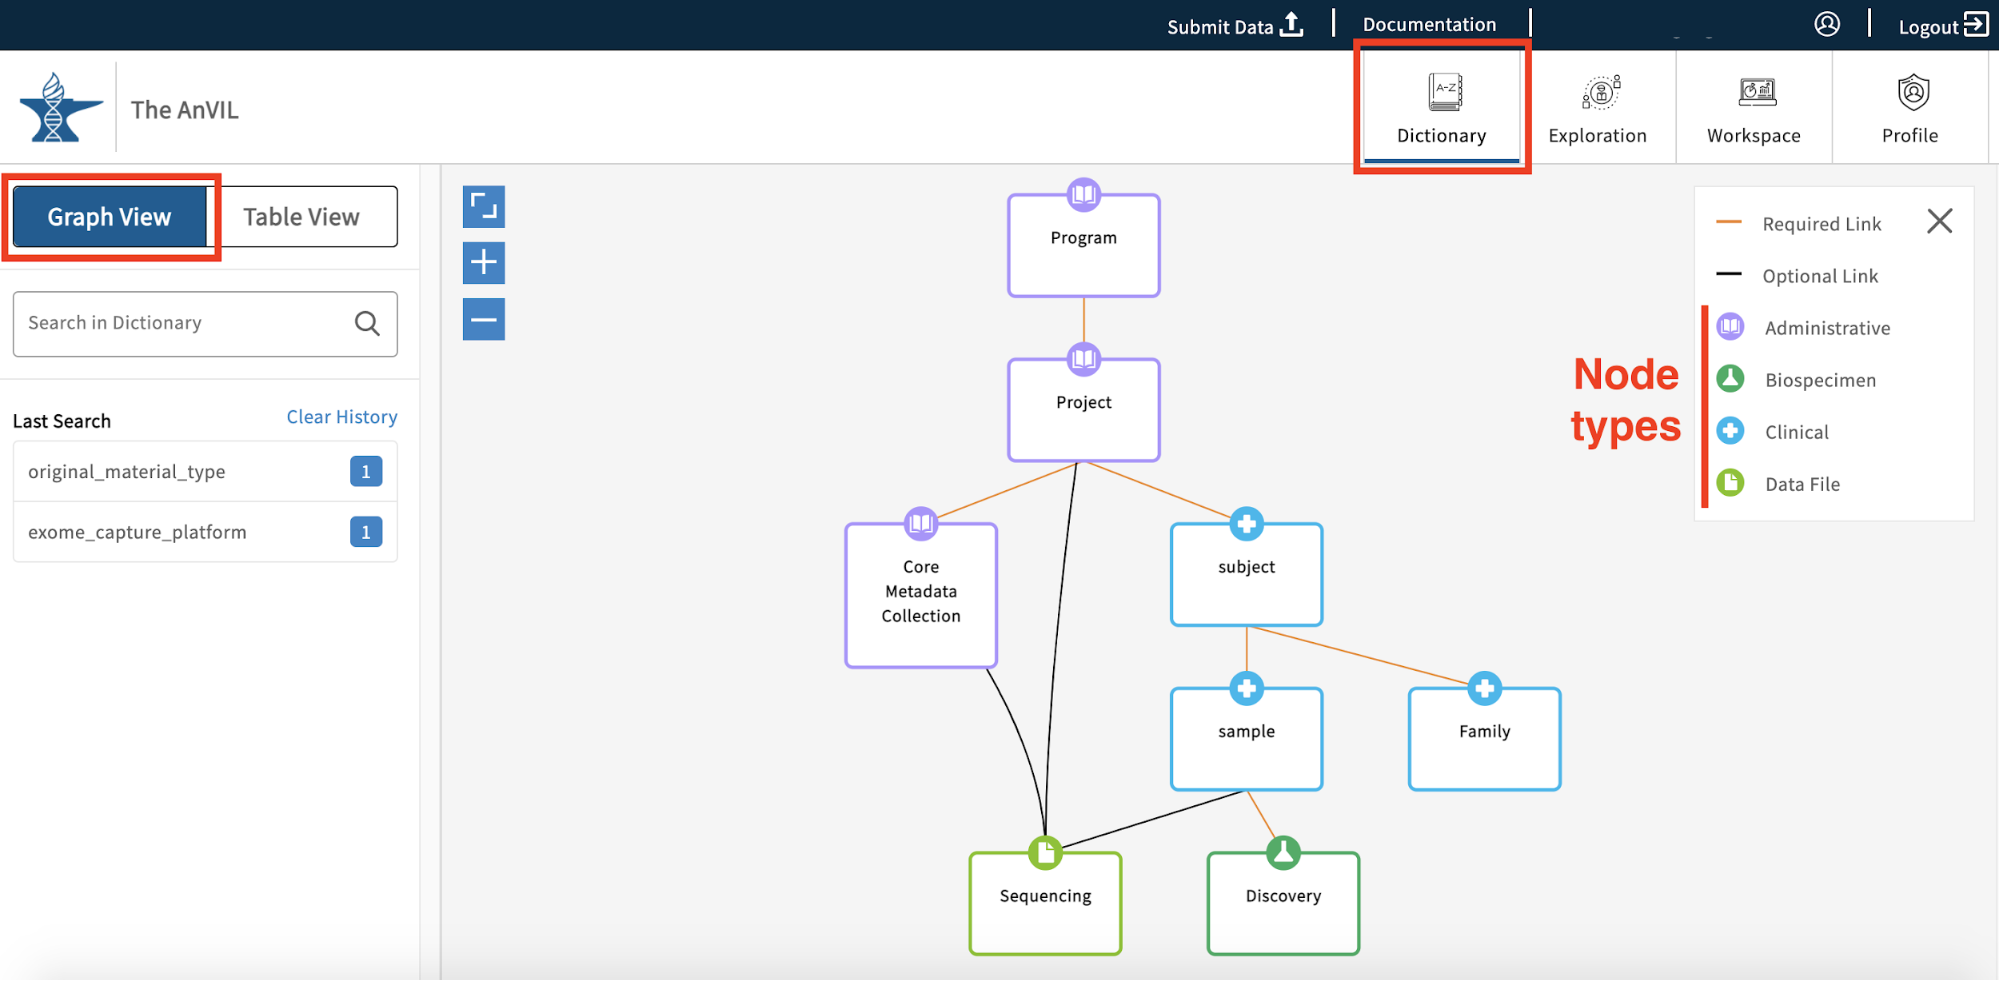 Submit Data
Documentation
Logout
The AnVIL
A-Z
Dictionary
Exploration
Workspace
Profile
Graph View
Table View
Search in Dictionary
Last Search
Clear History
original_material_type
1
exome_capture_platform
1
Program
Project
Core
Metadata
Collection
subject
sample
Family
Sequencing
Discovery
Required Link
Optional Link
Administrative
Biospecimen
Clinical
Data File
Node
types